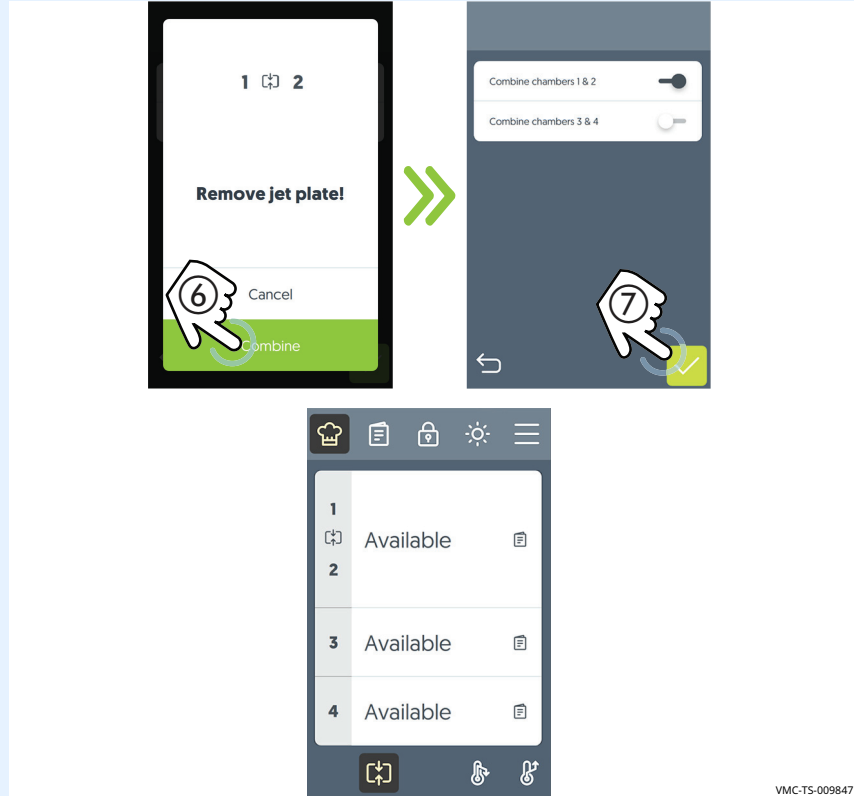 1 2
Remove jet plate!
6
Cancel
Combine
Combine chambers 1 & 2
Combine chambers 3 & 4
7
1
2
Available
3 Available
4 Available
VMC-TS-009847